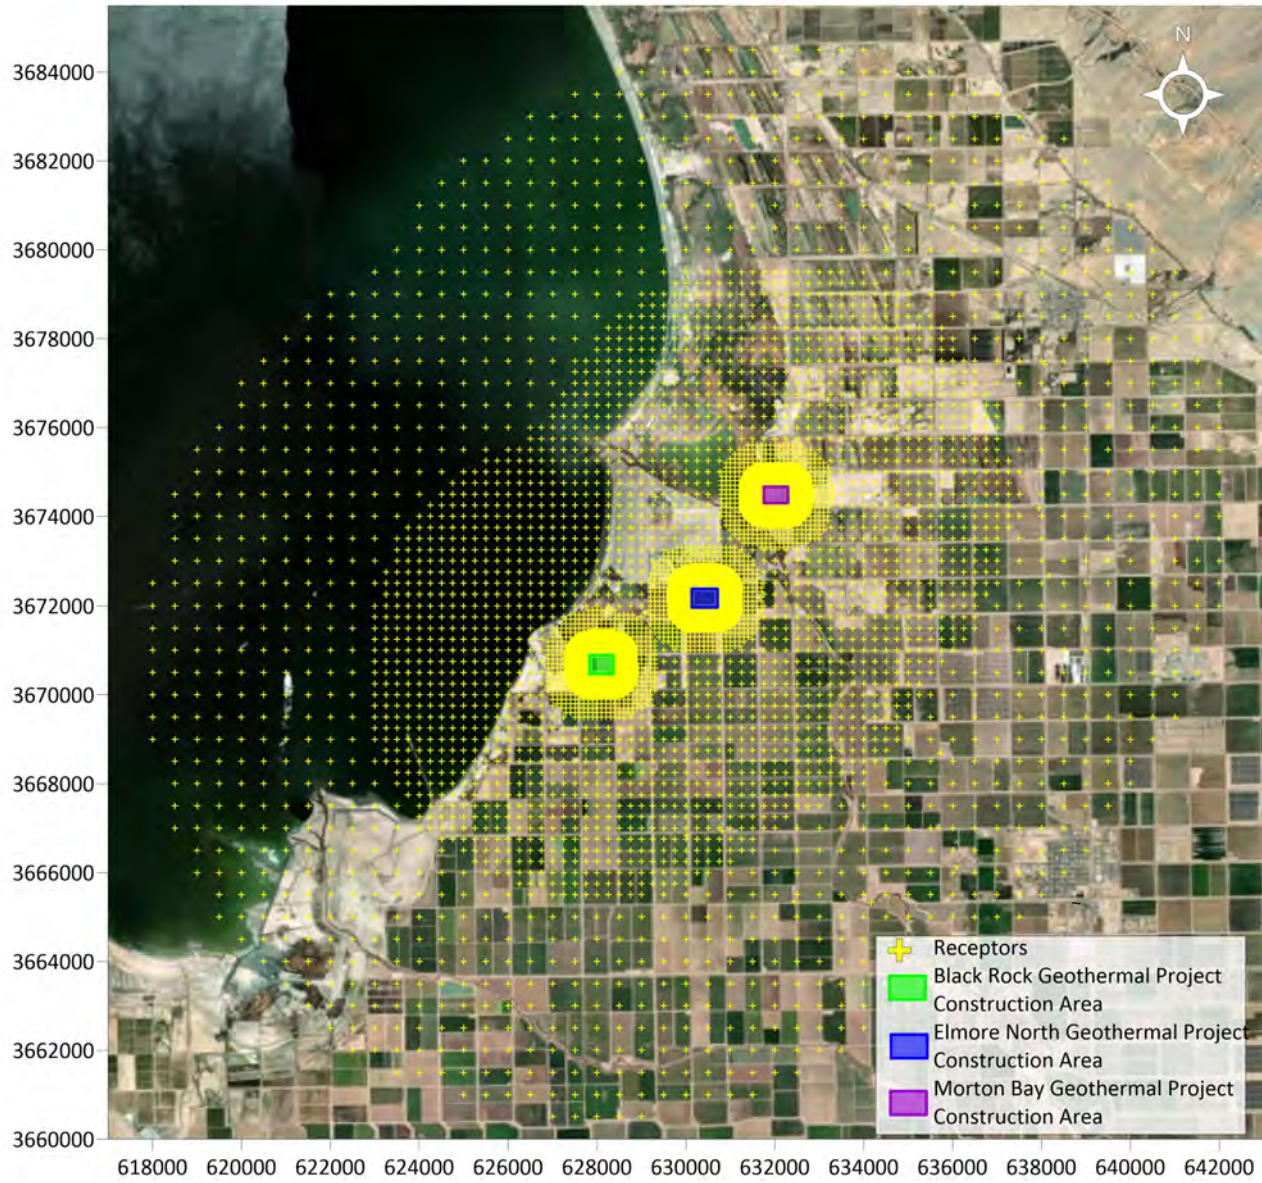 N
3684000
3682000
3680000
3678000
3676000
3674000
3672000
3670000
3668000
3666000
3664000
3662000
3660000
~
Receptors
Black Rock Geothermal Project
Construction Area
Elmore North Geothermal Project
Construction Area
Morton Bay Geothermal Project
Construction Area
618000 620000 622000 624000 626000 628000 630000 632000 634000 636000 638000 640000 642000